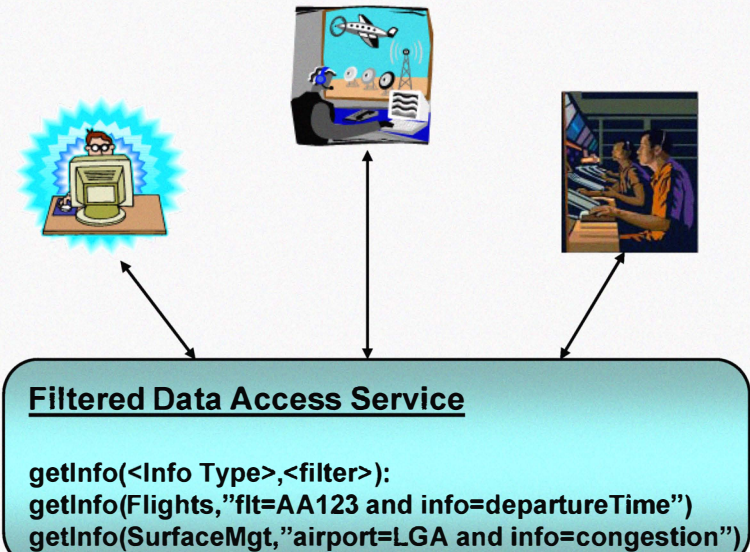 Filtered Data Access Service
getInfo(<Info Type>,<filter>):
getInfo(Flights,”flt=AA123 and info=departureTime”)
getInfo(SurfaceMgt,”airport=LGA and info=congestion”)